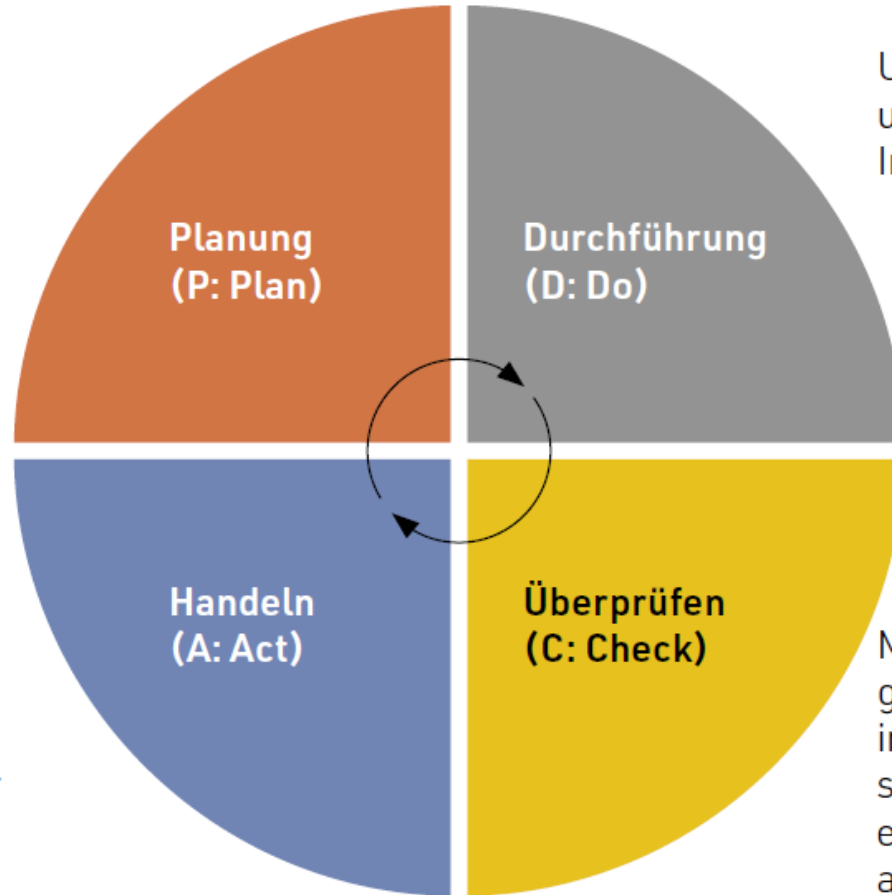 Planung
(P: Plan)
Durchführung
(D: Do)
Handeln
(A: Act)
Überprüfen
(C: Check)